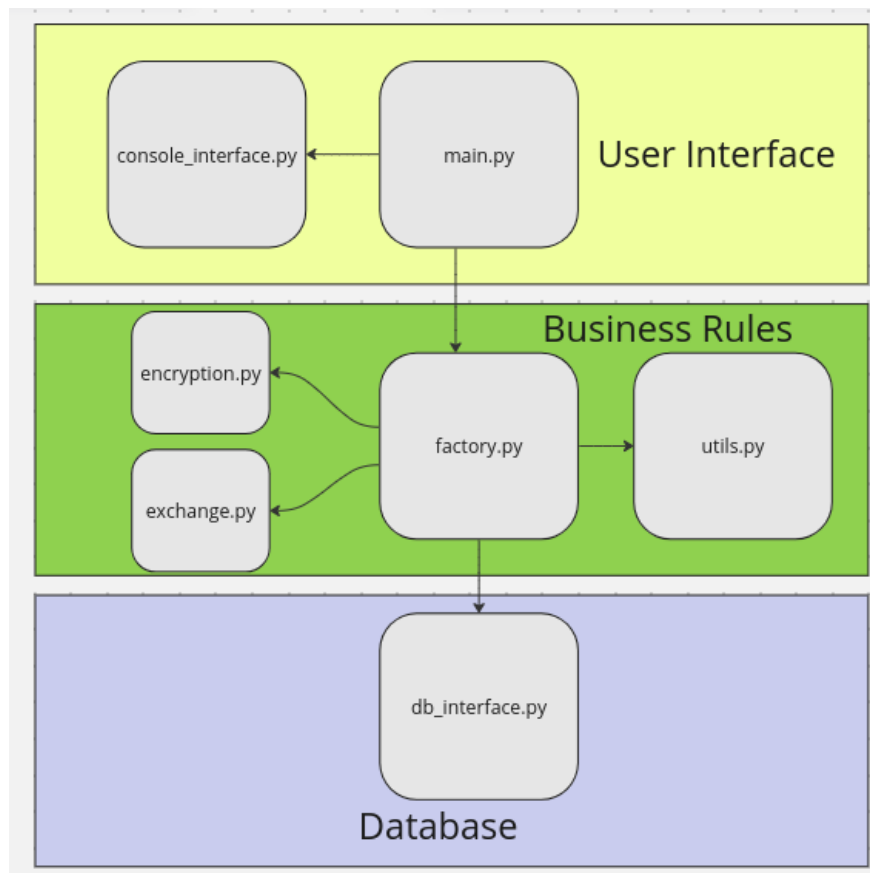 console_interface.py
main.py
User Interface
Business Rules
encryption.py
factory.py
utils.py
exchange.py
db_interface.py
Database